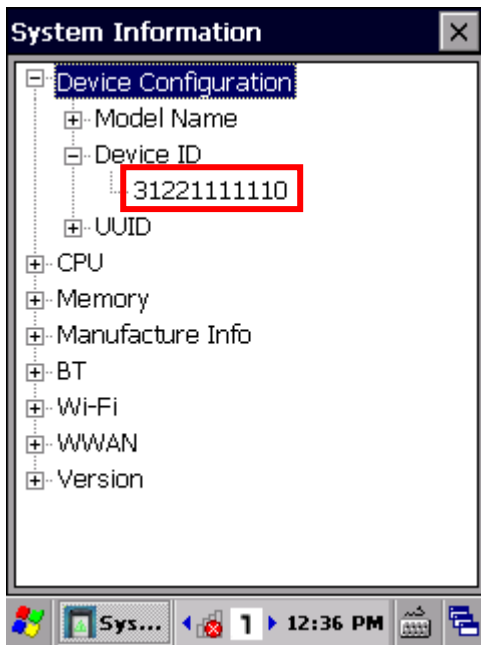 System Information
Device Configuration
Model Name
Device ID
31221111110
UUID
CPU
Memory
Manufacture Info
BT
Wi-Fi
WWAN
Version
Sys... 1 12:36 PM